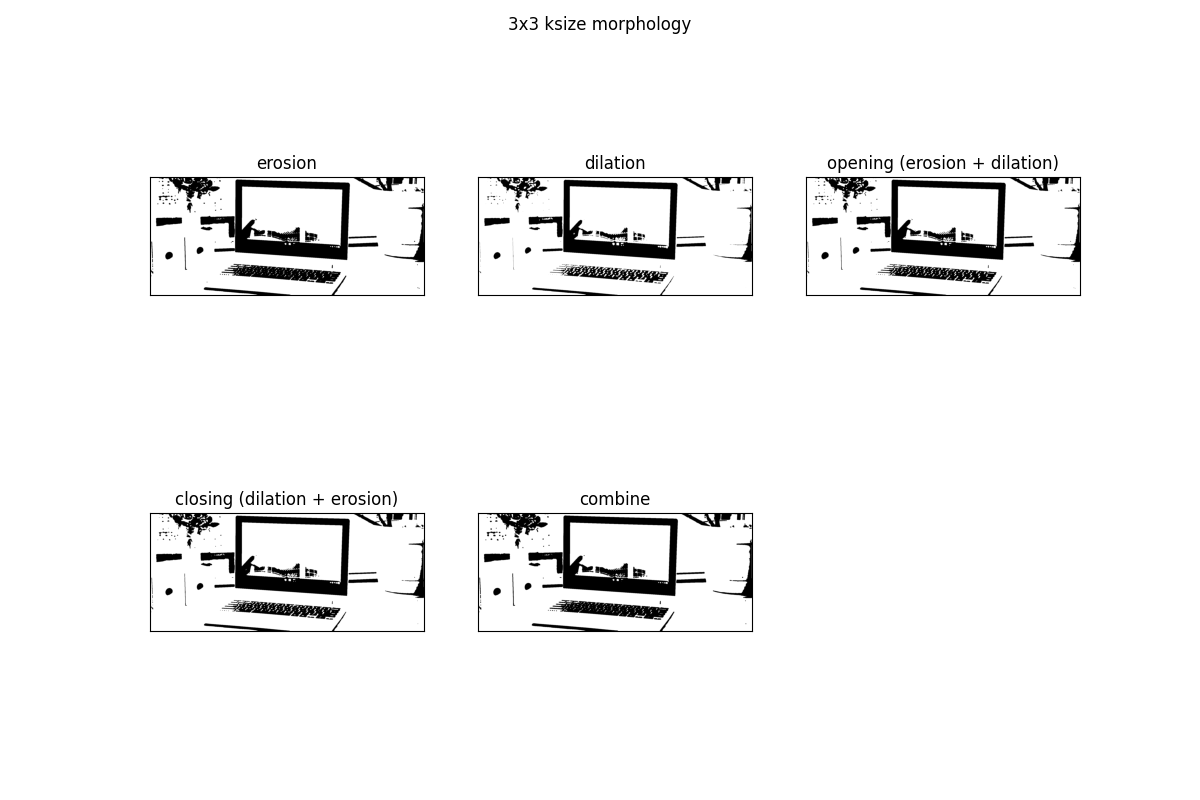 3x3 ksize morphology
erosion
dilation
opening (erosion + dilation)
closing (dilation + erosion)
combine